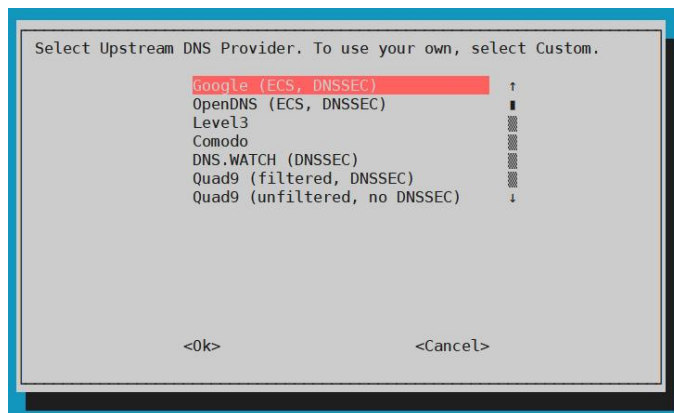 Select Upstream DNS Provider. To use your own, select Custom.
Google (ECS, DNSSEC)
OpenDNS (ECS, DNSSEC)
Level3
Comodo
DNS.WATCH (DNSSEC)
Quad9 (filtered, DNSSEC)
Quad9 (unfiltered, no DNSSEC)
<Ok> <Cancel>